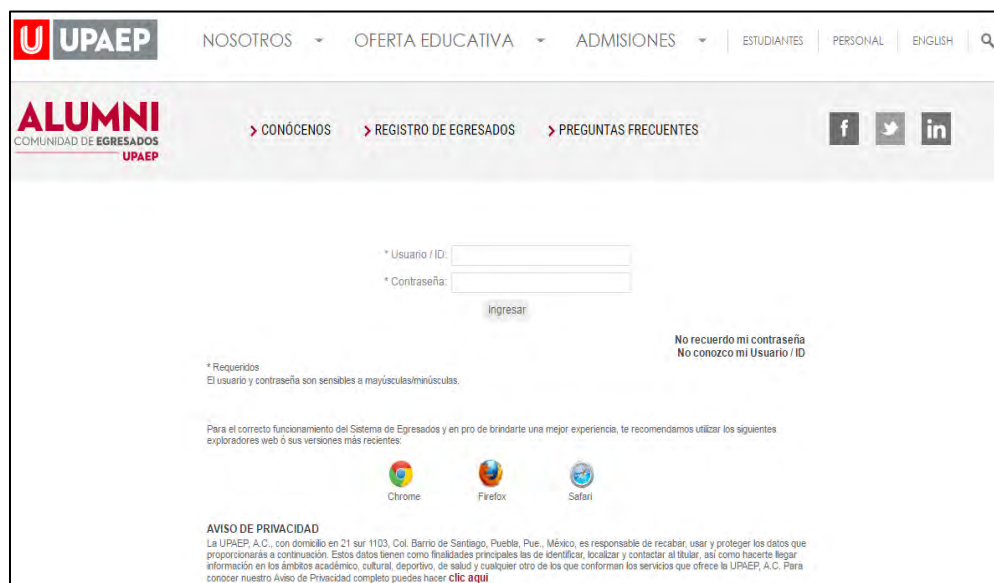 U UPAEP
NOSOTROS
OFERTA EDUCATIVA
ADMISIONES
ESTUDIANTES
PERSONAL
ENGLISH
ALUMNI
COMUNIDAD DE EGRESADOS
UPAEP
CONÓCENOS
REGISTRO DE EGRESADOS
PREGUNTAS FRECUENTES
f
in
* Usuario / ID:
* Contraseña:
Ingresar
No recuerdo mi contraseña
No conozco mi Usuario / ID
* Requeridos
El usuario y contraseña son sensibles a mayúsculas/minúsculas.
Para el correcto funcionamiento del Sistema de Egresados y en pro de brindarte una mejor experiencia, te recomendamos utilizar los siguientes
exploradores web ó sus versiones más recientes:
Chrome
Firefox
Safari
AVISO DE PRIVACIDAD
La UPAEP, A.C., con domicilio en 21 sur 1103, Col. Barrio de Santiago, Puebla, Pue., México, es responsable de recabar, usar y proteger los datos que
proporcionarás a continuación. Estos datos tienen como finalidades principales las de identificar, localizar y contactar al titular, así como hacerte llegar
información en los ámbitos académico, cultural, deportivo, de salud y cualquier otro de los que conforman los servicios que ofrece la UPAEP, A.C. Para
conocer nuestro Aviso de Privacidad completo puedes hacer clic aqui